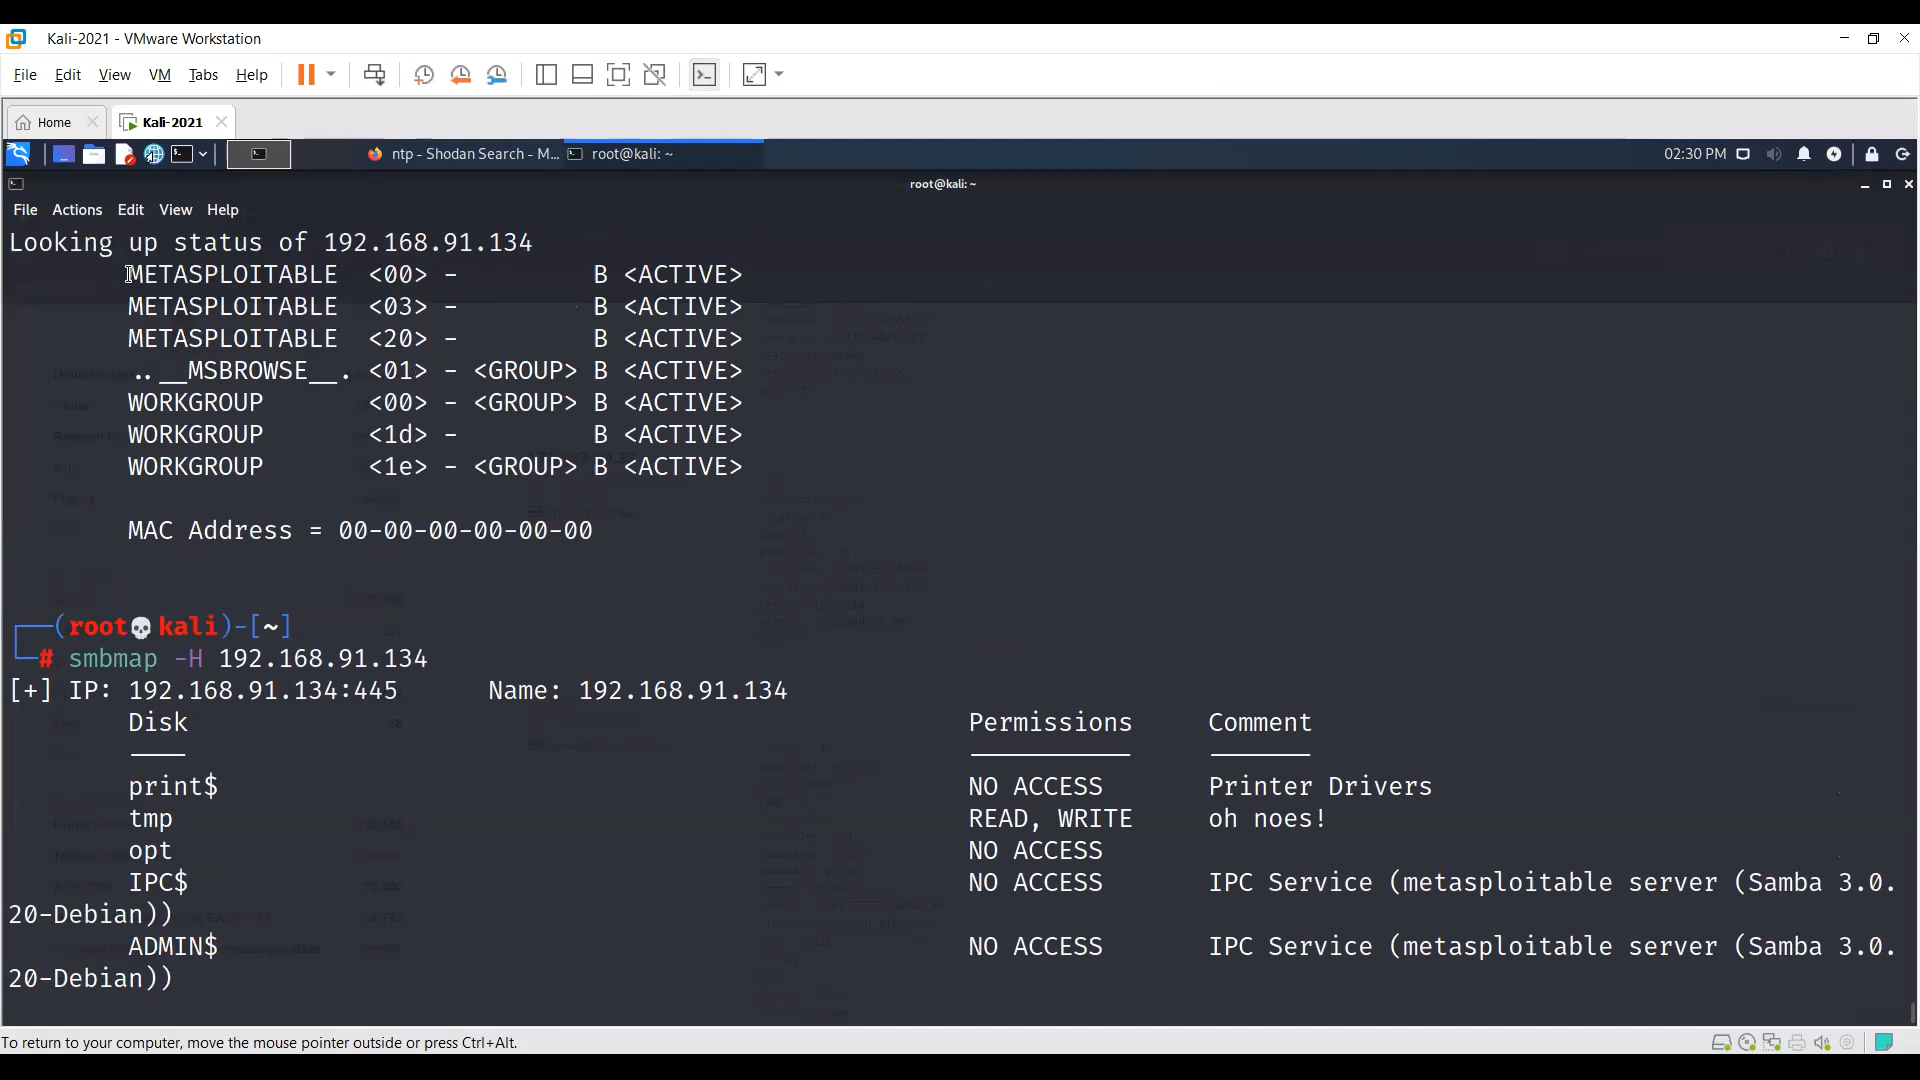 Kali-2021 - VMware Workstation
File Edit View VM Tabs Help
Home Kali-2021
ntp - Shodan Search - M... root@kali: ~ 02:30 PM
root@kali: ~
File Actions Edit View Help
Looking up status of 192.168.91.134
METASPLOITABLE <00> - B <ACTIVE>
METASPLOITABLE <03> - B <ACTIVE>
METASPLOITABLE <20> - B <ACTIVE>
..__MSBROWSE__. <01> - <GROUP> B <ACTIVE>
WORKGROUP <00> - <GROUP> B <ACTIVE>
WORKGROUP <1d> - B <ACTIVE>
WORKGROUP <1e> - <GROUP> B <ACTIVE>
MAC Address = 00-00-00-00-00-00
(root💀kali)-[~]
# smbmap -H 192.168.91.134
[+] IP: 192.168.91.134:445 Name: 192.168.91.134
Disk Permissions Comment
---- ----------- -------
print$ NO ACCESS Printer Drivers
tmp READ, WRITE oh noes!
opt NO ACCESS
IPC$ NO ACCESS IPC Service (metasploitable server (Samba 3.0.
20-Debian))
ADMIN$ NO ACCESS IPC Service (metasploitable server (Samba 3.0.
20-Debian))
To return to your computer, move the mouse pointer outside or press Ctrl+Alt.